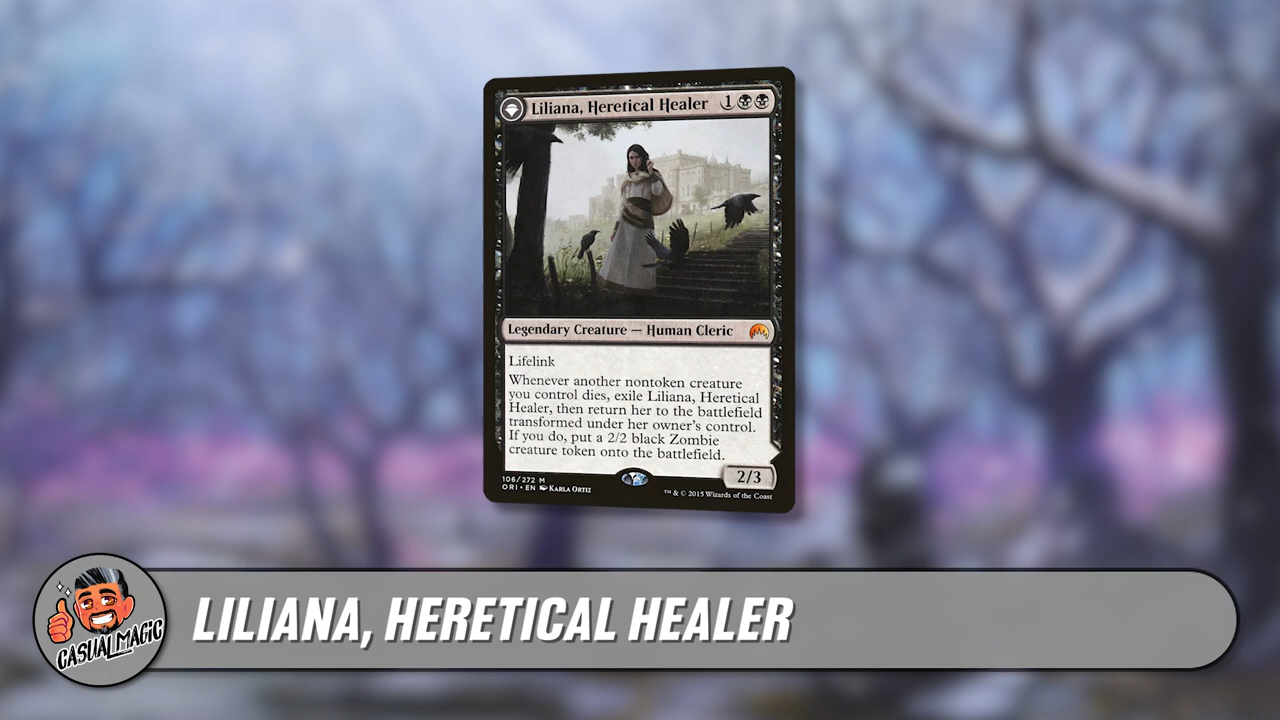 Liliana, Heretical Healer 1
Legendary Creature — Human Cleric
Lifelink
Whenever another nontoken creature
you control dies, exile Liliana, Heretical
Healer, then return her to the battlefield
transformed under her owner's control.
If you do, put a 2/2 black Zombie
creature token onto the battlefield.
2/3
106/272 M
ORI • EN Karla Ortiz
™ & © 2015 Wizards of the Coast
LILIANA, HERETICAL HEALER
CASUAL MAGIC